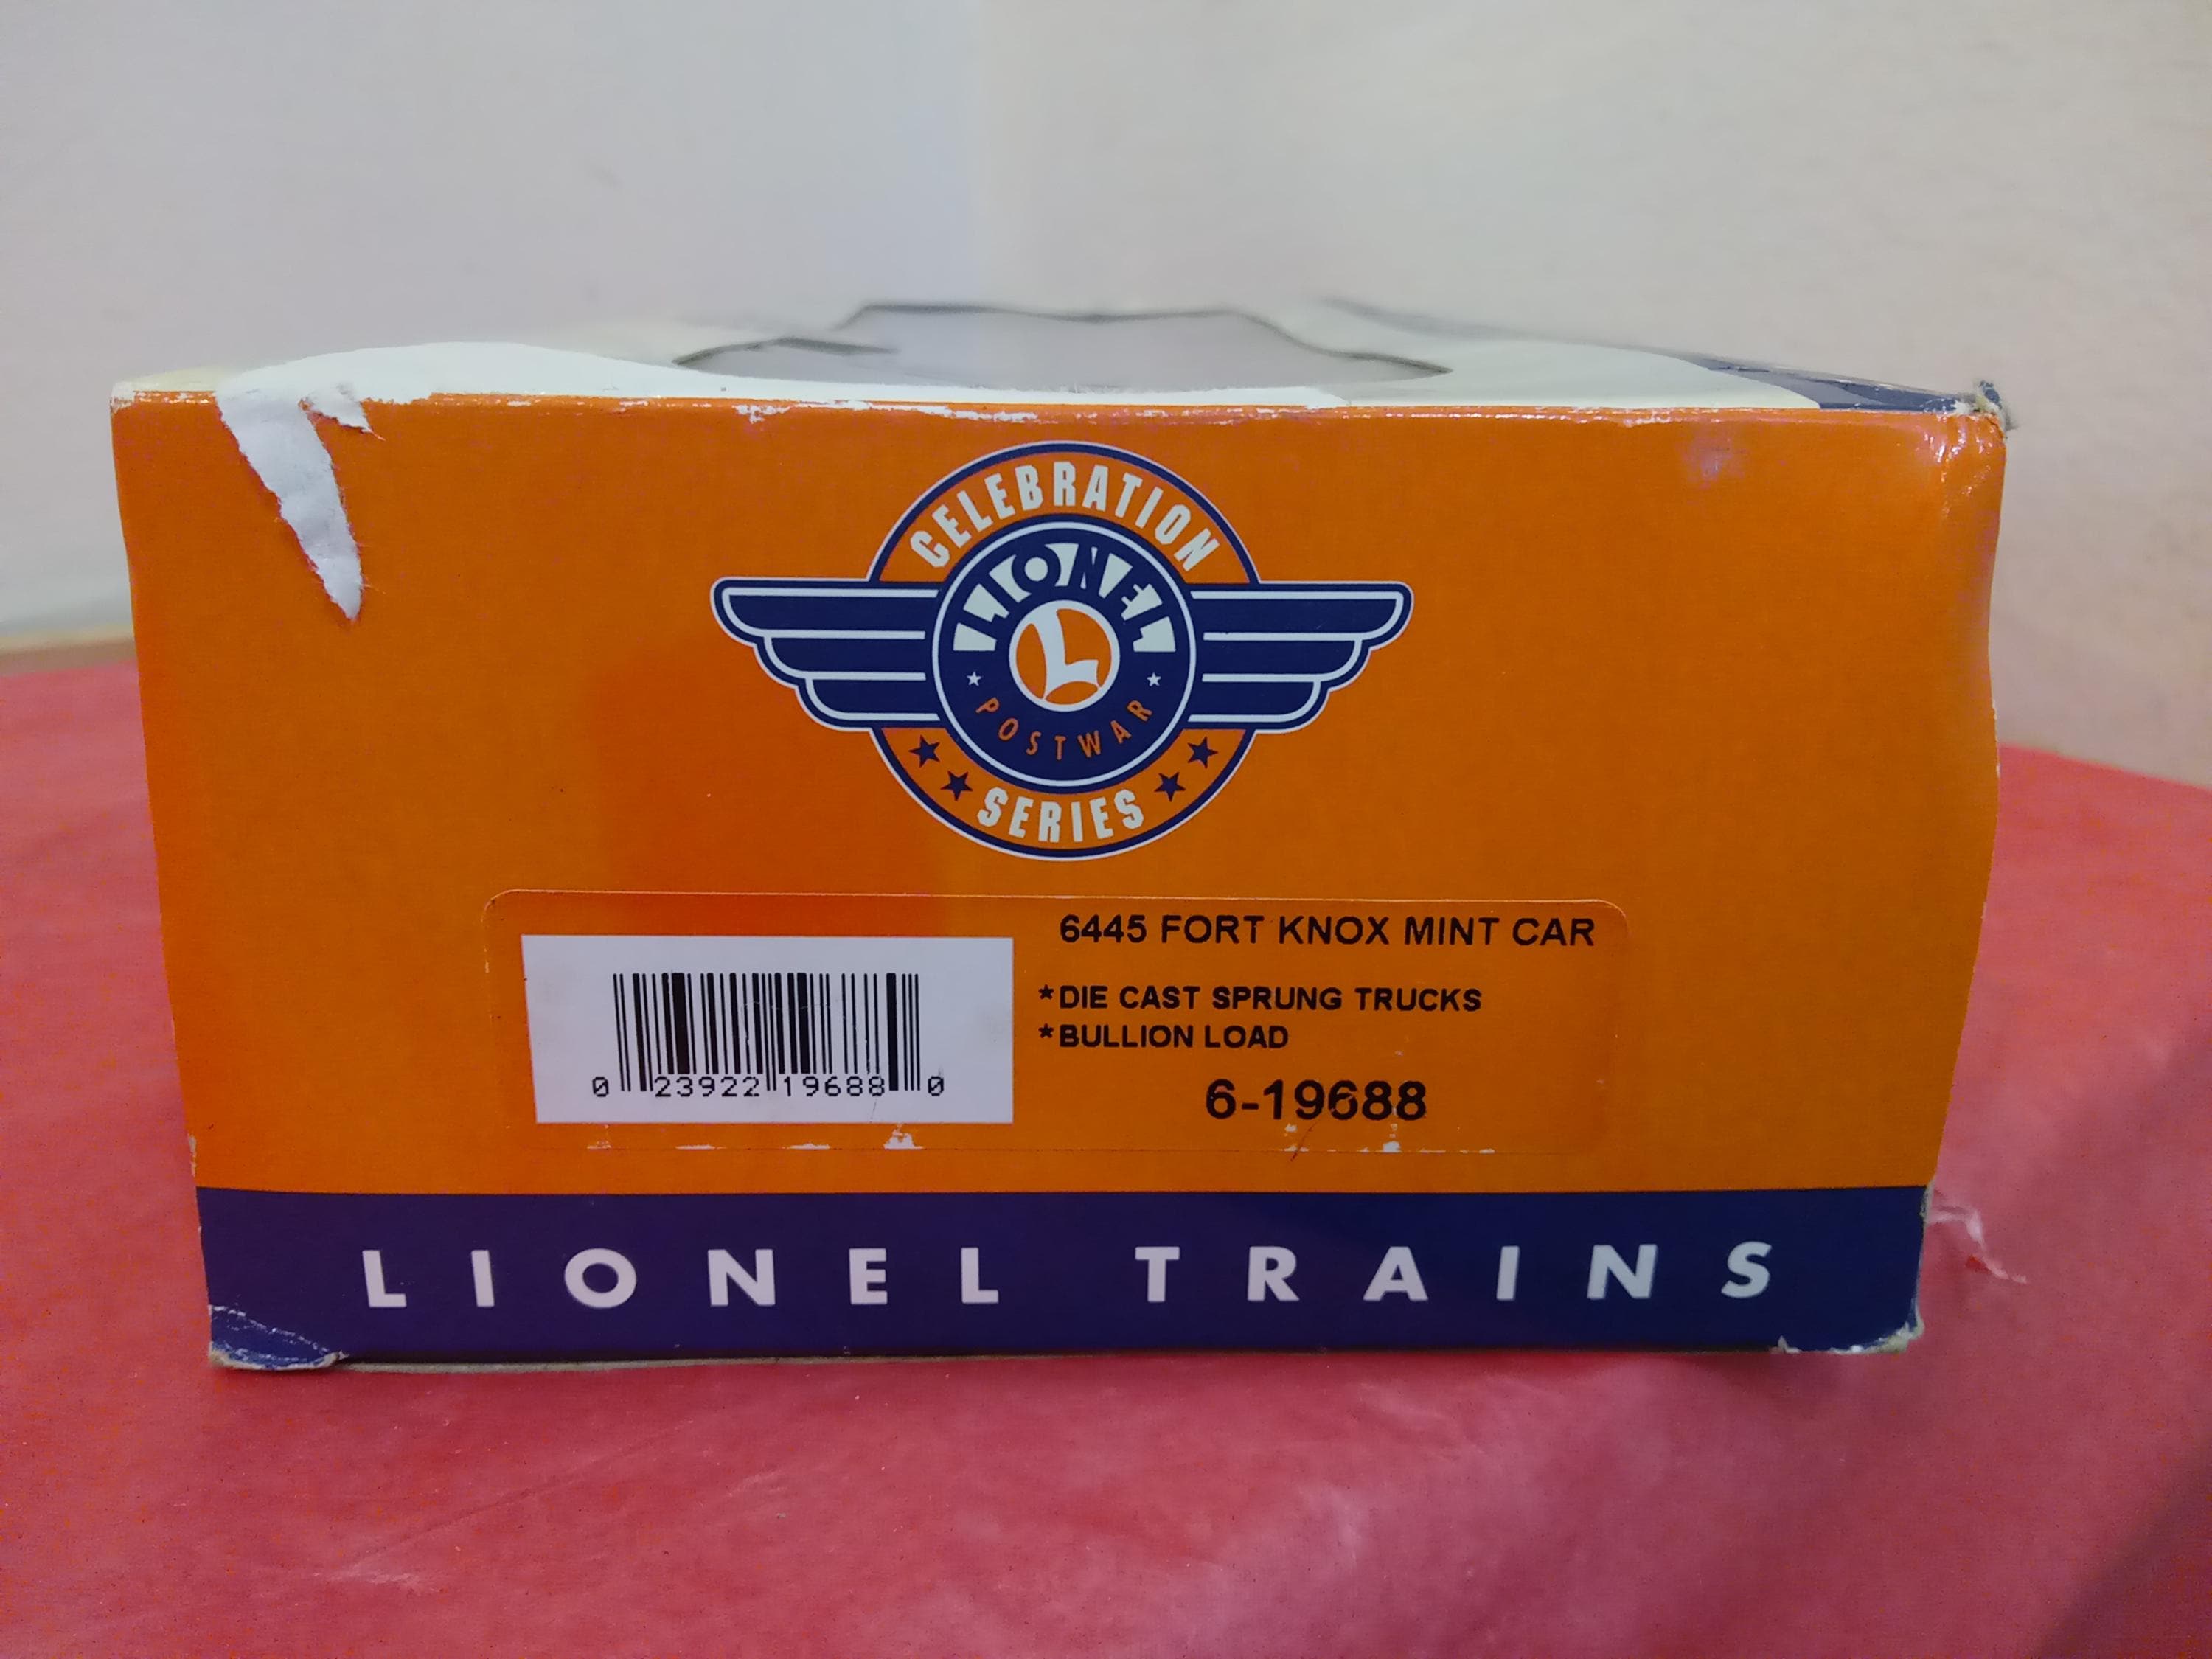 CELEBRATION
LIONEL
L
POSTWAR
SERIES
6445 FORT KNOX MINT CAR
*DIE CAST SPRUNG TRUCKS
*BULLION LOAD
0 23922 19688 0
6-19688
LIONEL TRAINS